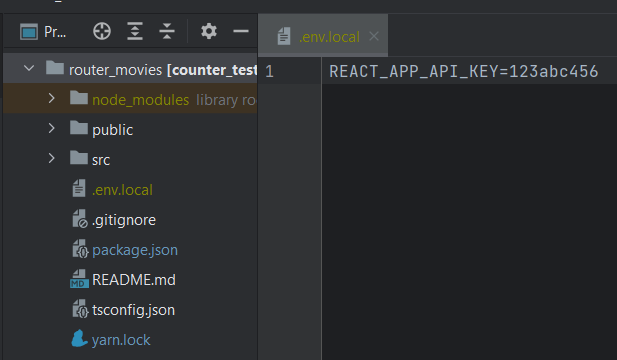 Pr...
.env.local
router_movies [counter_test
node_modules library ro
public
src
.env.local
.gitignore
package.json
README.md
tsconfig.json
yarn.lock
1 REACT_APP_API_KEY=123abc456